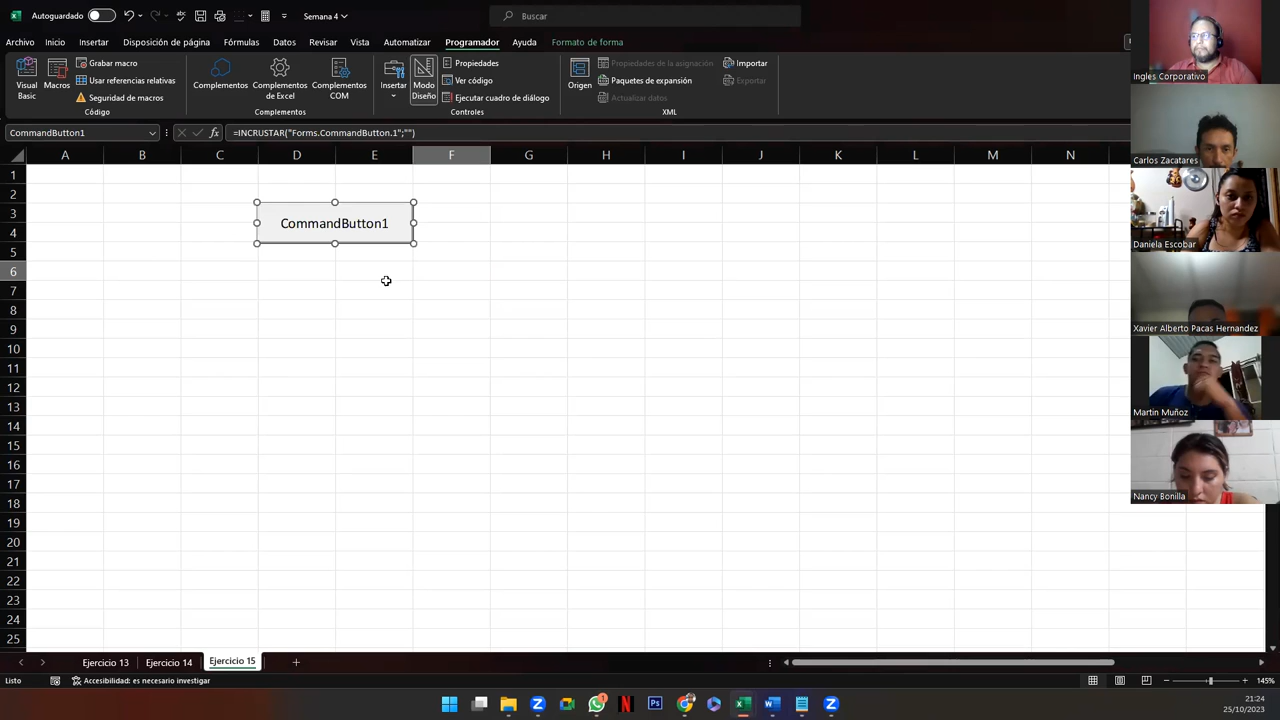 Autoguardado
Semana 4
Buscar
Archivo Inicio Insertar Disposición de página Fórmulas Datos Revisar Vista Automatizar Programador Ayuda Formato de forma
Visual Basic
Macros
Grabar macro
Usar referencias relativas
Seguridad de macros
Código
Complementos
Complementos de Excel
Complementos COM
Complementos
Insertar
Modo Diseño
Propiedades
Ver código
Ejecutar cuadro de diálogo
Controles
Origen
Propiedades de la asignación
Paquetes de expansión
Actualizar datos
Importar
Exportar
XML
CommandButton1
fx
=INCRUSTAR("Forms.CommandButton.1";"")
A B C D E F G H I J K L M N
1
2
3
4
5
6
7
8
9
10
11
12
13
14
15
16
17
18
19
20
21
22
23
24
25
CommandButton1
Ingles Corporativo
Carlos Zacatares
Daniela Escobar
Xavier Alberto Pacas Hernandez
Martin Muñoz
Nancy Bonilla
Ejercicio 13 Ejercicio 14 Ejercicio 15
Listo
Accesibilidad: es necesario investigar
145%
21:24
25/10/2023